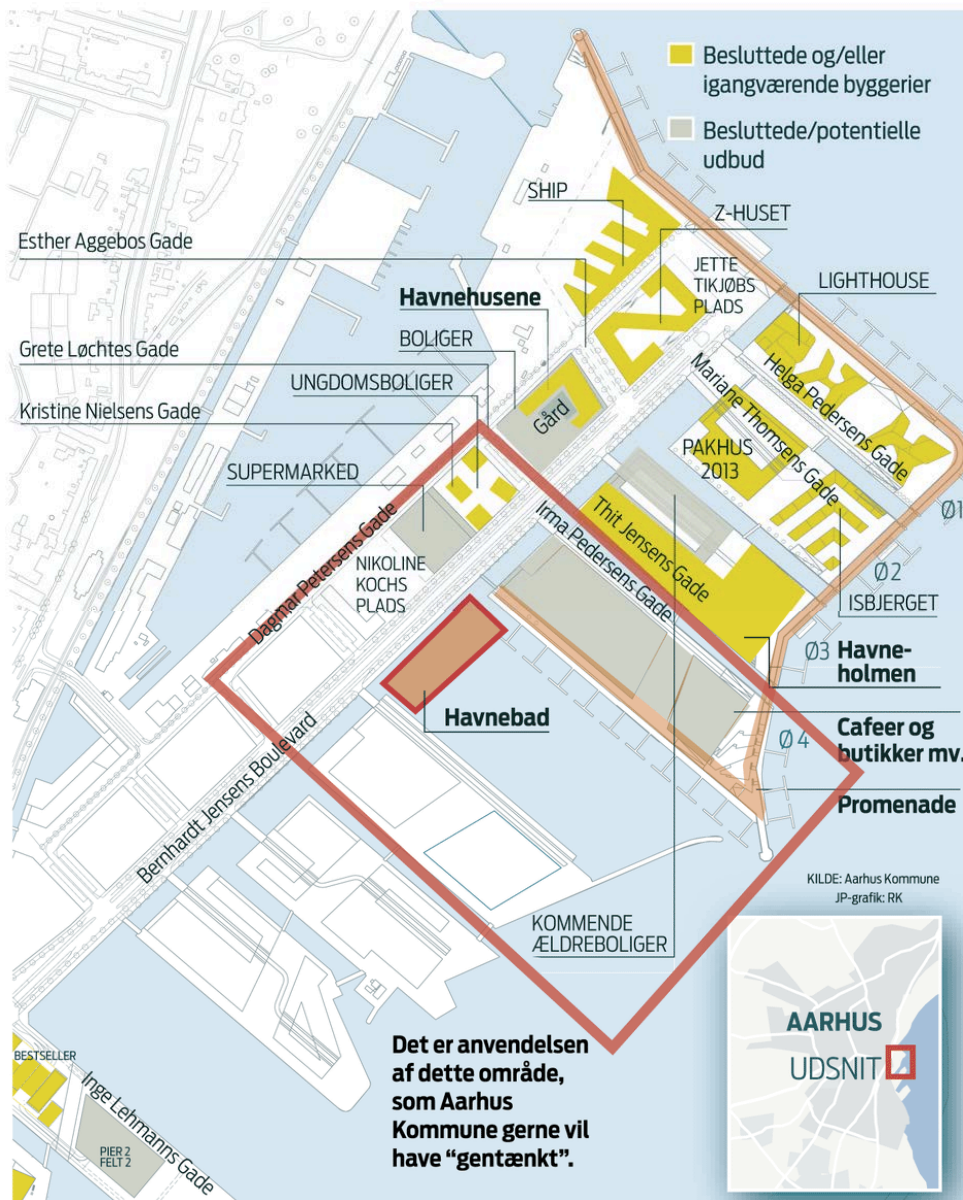 Besluttede og/eller
igangværende byggerier
Besluttede/potentielle
udbud
SHIP
Z-HUSET
Esther Aggebos Gade
JETTE
TIKJØBS
PLADS
LIGHTHOUSE
Havnehusene
BOLIGER
Grete Løchtes Gade
UNGDOMSBOLIGER
Kristine Nielsens Gade
Gård
Mariane Thomsens Gade
Helga Pedersens Gade
PAKHUS
2013
SUPERMARKED
Ø1
Irma Pedersens Gade
Thit Jensens Gade
Dagmar Petersens Gade
NIKOLINE
KOCHS
PLADS
Ø2
ISBJERGET
Ø3
Havne-
holmen
Havnebad
Ø4
Cafeer og
butikker mv.
Bernhardt Jensens Boulevard
Promenade
KILDE: Aarhus Kommune
JP-grafik: RK
KOMMENDE
ÆLDREBOLIGER
AARHUS
UDSNIT
Det er anvendelsen
af dette område,
som Aarhus
Kommune gerne vil
have “gentænkt”.
BESTSELLER
Inge Lehmanns Gade
PIER 2
FELT 2